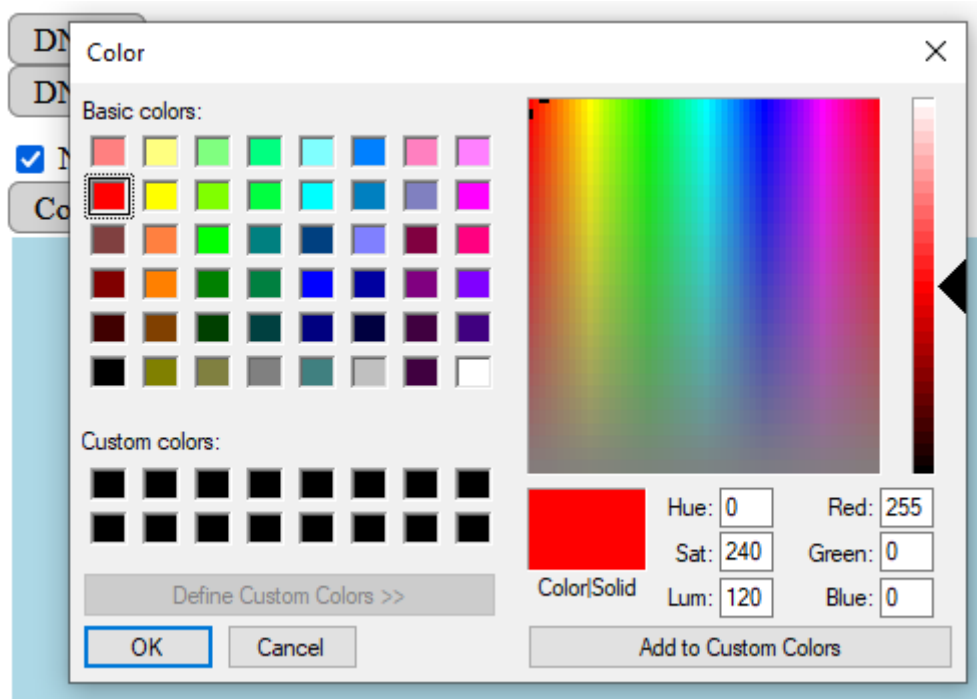 Color
Basic colors:
Custom colors:
Define Custom Colors >>
OK Cancel
Color|Solid
Hue: 0 Red: 255
Sat: 240 Green: 0
Lum: 120 Blue: 0
Add to Custom Colors